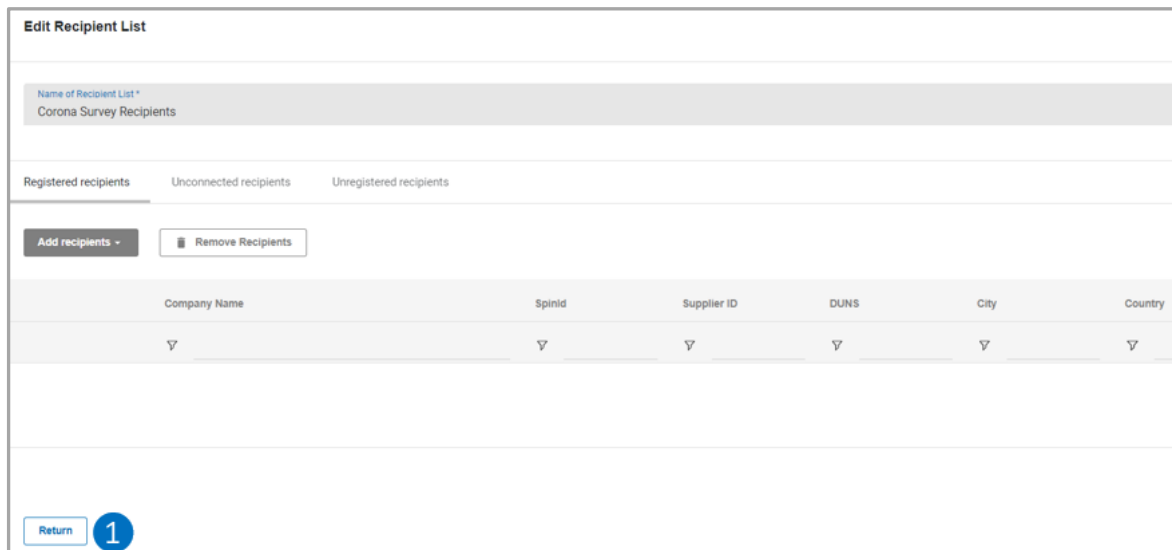 Edit Recipient List
Name of Recipient List *
Corona Survey Recipients
Registered recipients Unconnected recipients Unregistered recipients
Add recipients Remove Recipients
Company Name SpinId Supplier ID DUNS City Country
Return 1